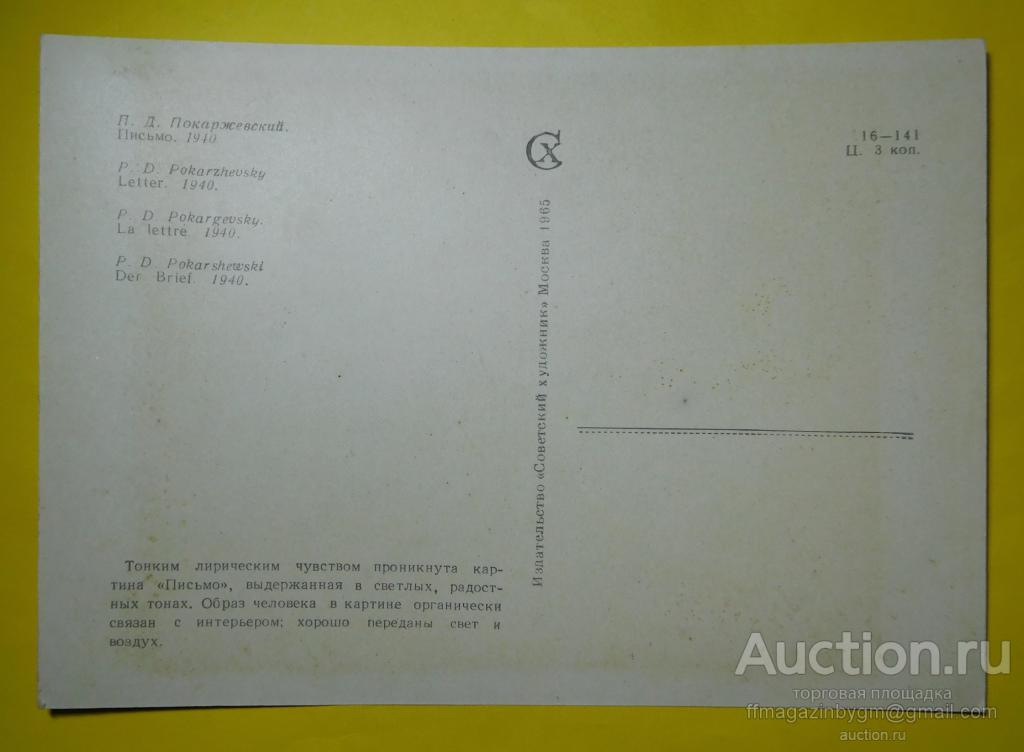 П. Д. Покаржевский.
Письмо. 1940
P. D. Pokarzhevsky
Letter. 1940.
P. D. Pokargevsky.
La lettre 1940.
P. D. Pokarshewski
Der Brief. 1940.
Тонким лирическим чувством проникнута кар-
тина «Письмо», выдержанная в светлых, радост-
ных тонах. Образ человека в картине органически
связан с интерьером; хорошо переданы свет и
воздух.
Издательство «Советский художник» Москва 1965
СХ
16—141
Ц. 3 коп.
Auction.ru
торговая площадка
ffmagazinbygm@gmail.com
auction.ru